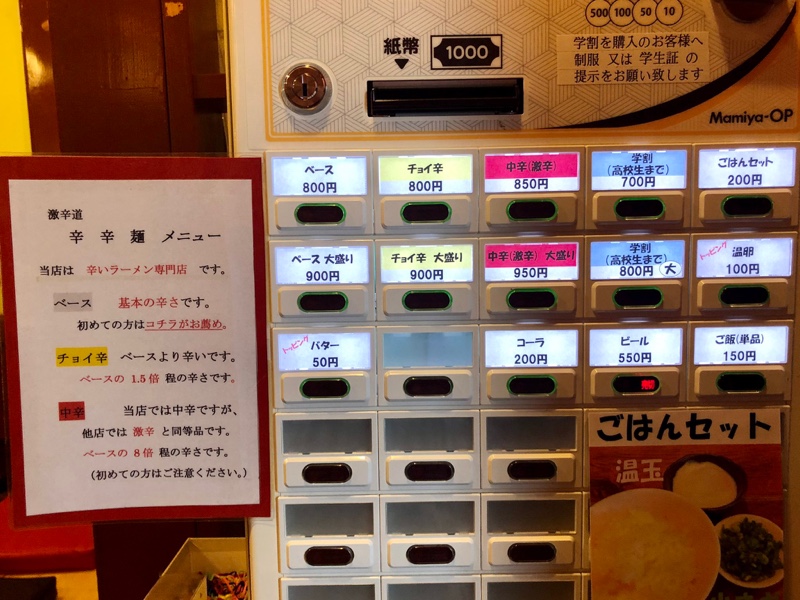 500 100 50 10
紙幣
1000
学割を購入のお客様へ
制服 又は 学生証 の
提示をお願い致します
Mamiya-OP
ベース
800円
チョイ辛
800円
中辛(激辛)
850円
学割
(高校生まで)
700円
ごはんセット
200円
ベース 大盛り
900円
チョイ辛 大盛り
900円
中辛(激辛) 大盛り
950円
学割
(高校生まで)
800円 大
トッピング 温卵
100円
トッピング バター
50円
コーラ
200円
ビール
550円
ご飯(単品)
150円
激辛道
辛 辛 麺 メニュー
当店は 辛いラーメン専門店 です。
ベース 基本の辛さです。
初めての方はコチラがお薦め。
チョイ辛 ベースより辛いです。
ベースの 1.5倍 程の辛さです。
中辛 当店では中辛ですが、
他店では 激辛 と同等品です。
ベースの 8倍 程の辛さです。
(初めての方はご注意ください。)
ごはんセット
温玉